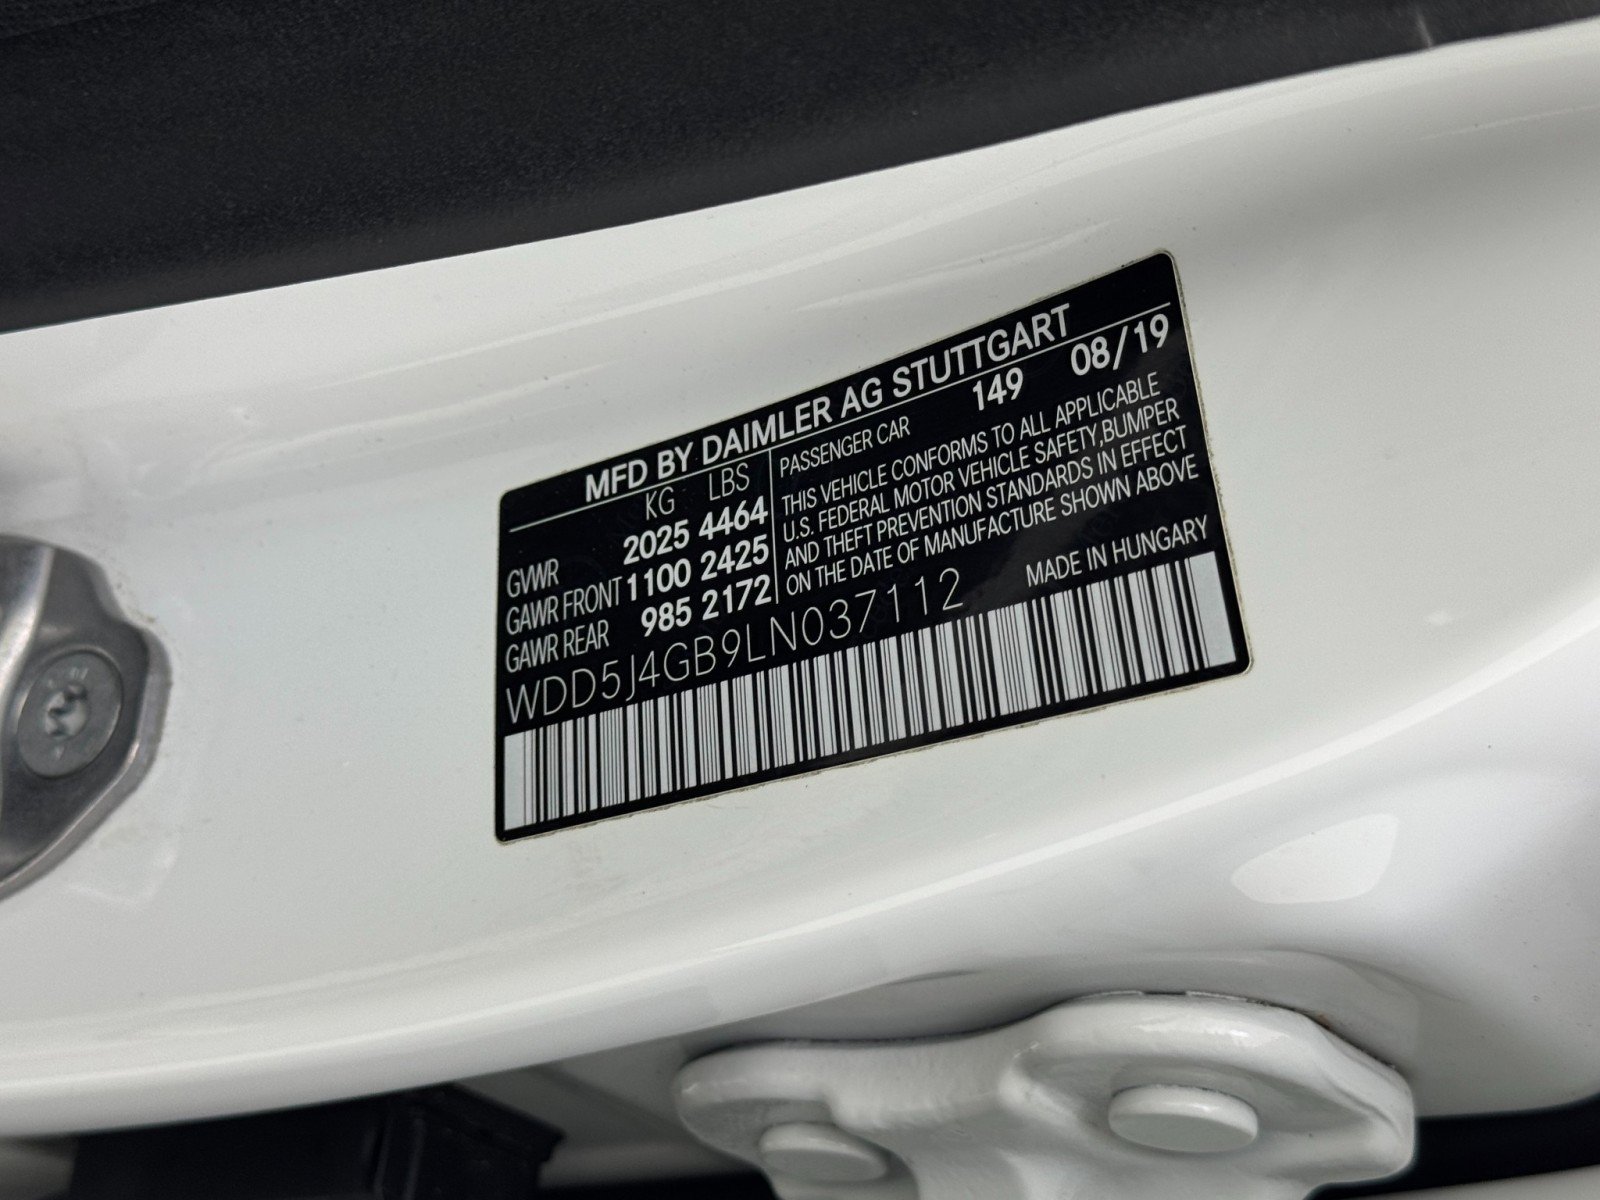 MFD BY DAIMLER AG STUTTGART
KG LBS
GVWR 2025 4464
GAWR FRONT 1100 2425
GAWR REAR 985 2172
PASSENGER CAR 149 08/19
THIS VEHICLE CONFORMS TO ALL APPLICABLE
U.S. FEDERAL MOTOR VEHICLE SAFETY,BUMPER
AND THEFT PREVENTION STANDARDS IN EFFECT
ON THE DATE OF MANUFACTURE SHOWN ABOVE
MADE IN HUNGARY
WDD5J4GB9LN037112